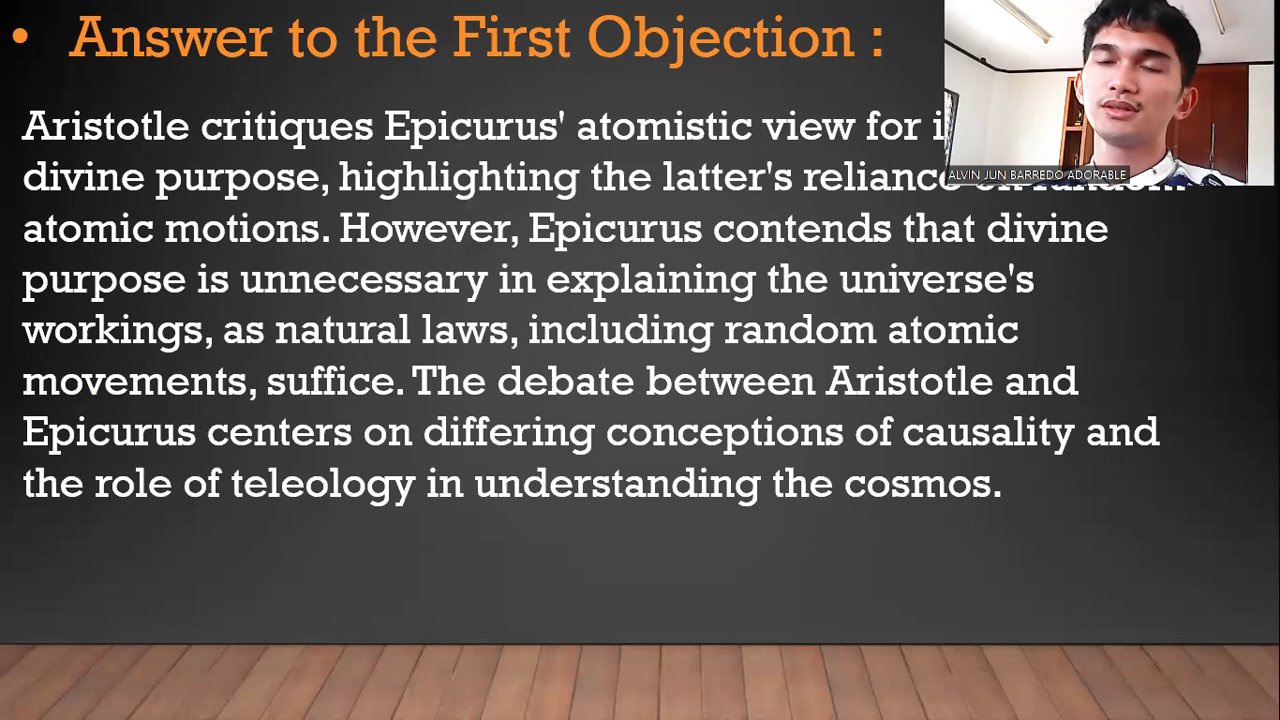 • Answer to the First Objection :
Aristotle critiques Epicurus' atomistic view for
divine purpose, highlighting the latter's reliance
atomic motions. However, Epicurus contends that divine
purpose is unnecessary in explaining the universe's
workings, as natural laws, including random atomic
movements, suffice. The debate between Aristotle and
Epicurus centers on differing conceptions of causality and
the role of teleology in understanding the cosmos.
ALVIN JUN BARREDO ADORABLE